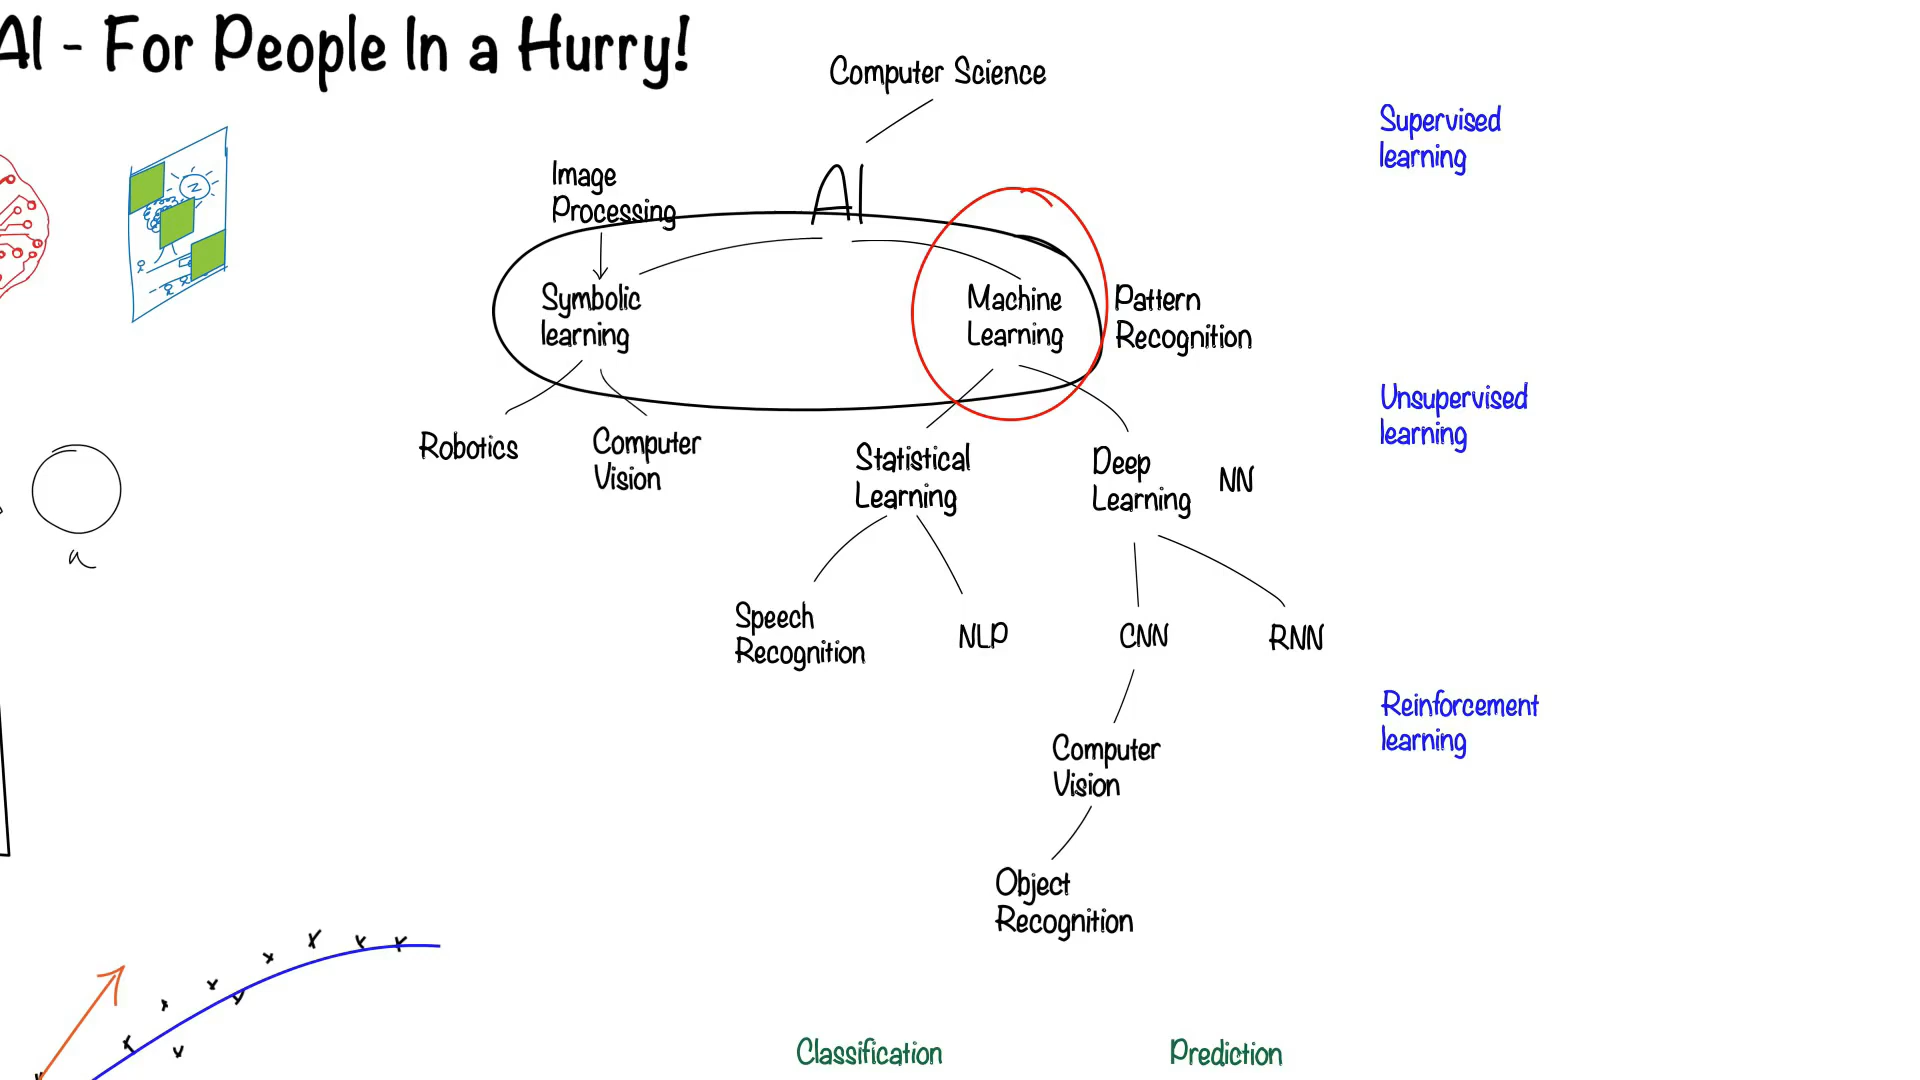 AI - For People In a Hurry!
Computer Science
AI
Image
Processing
Symbolic
learning
Machine
Learning
Pattern
Recognition
Robotics
Computer
Vision
Statistical
Learning
Deep
Learning
NN
Speech
Recognition
NLP
CNN
RNN
Computer
Vision
Object
Recognition
Supervised
learning
Unsupervised
learning
Reinforcement
learning
Z
a
Classification
Prediction